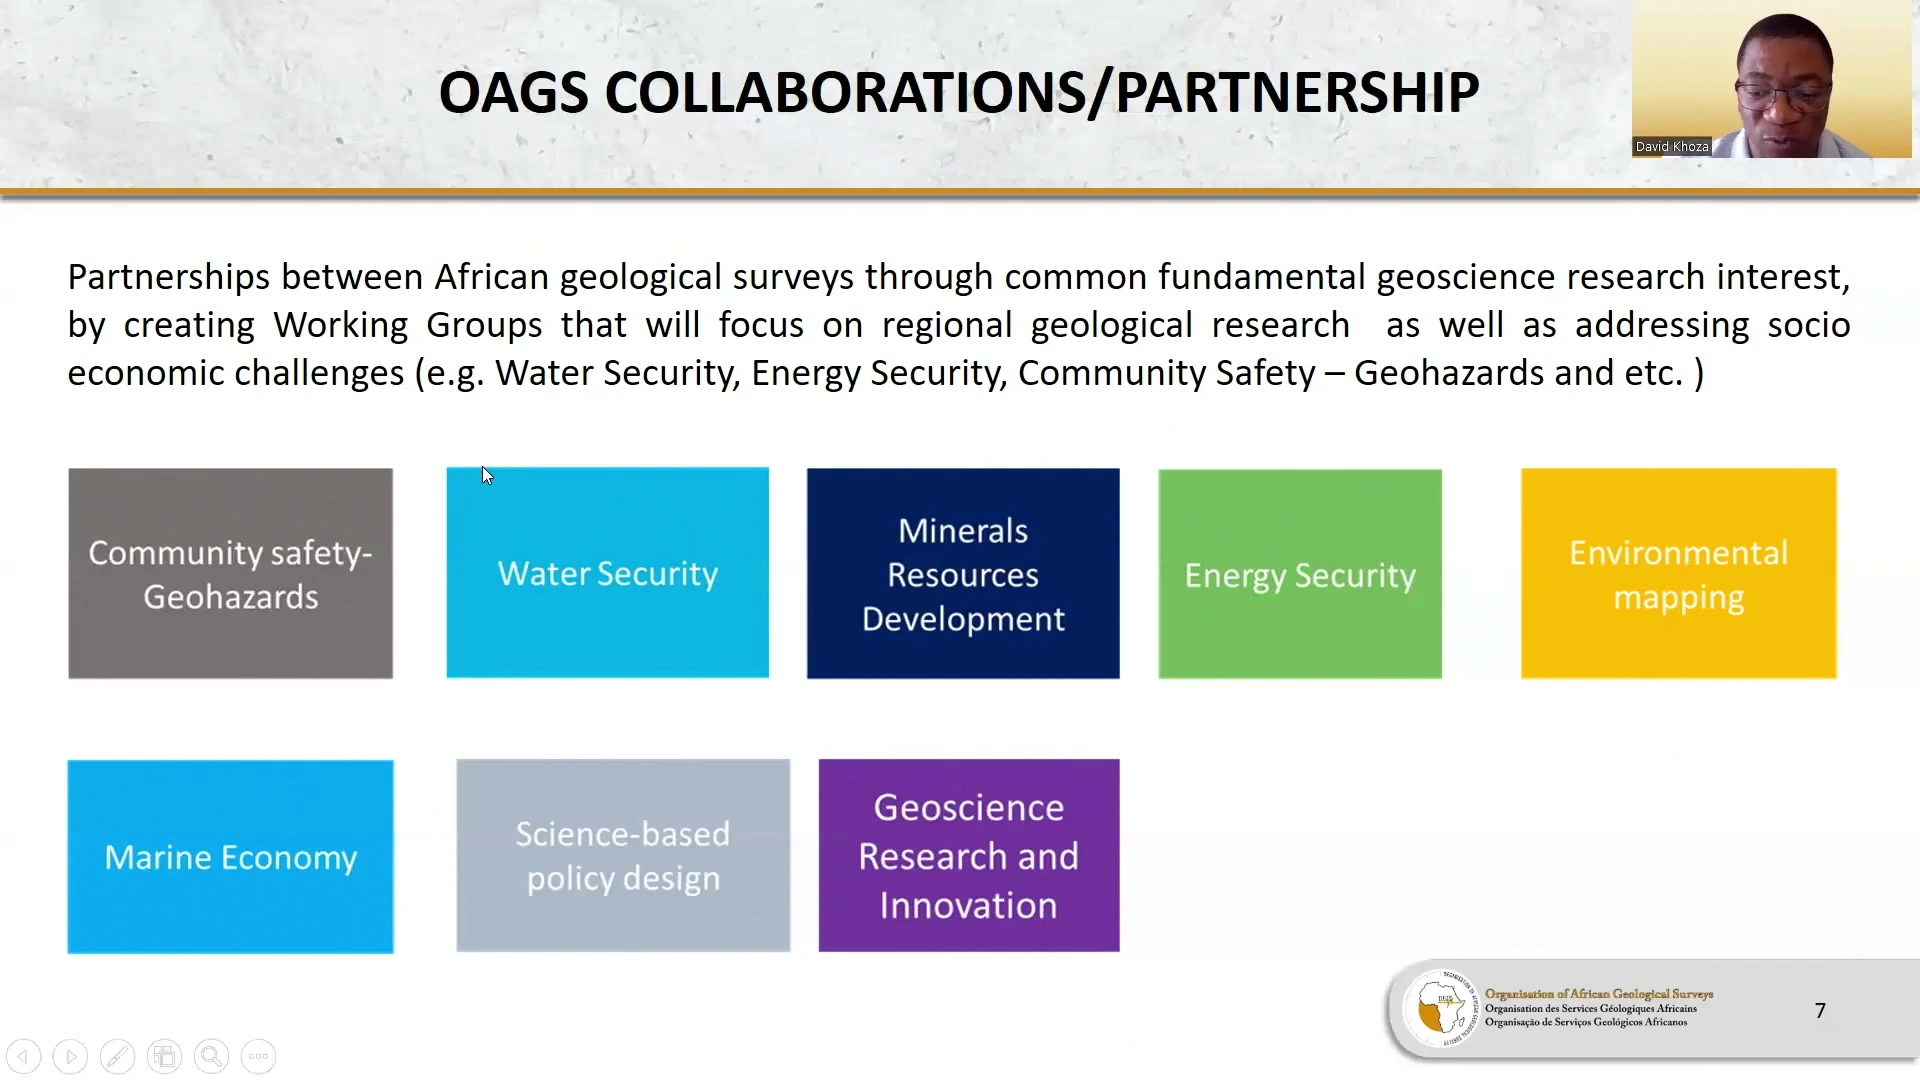 OAGS COLLABORATIONS/PARTNERSHIP
David Khoza
Partnerships between African geological surveys through common fundamental geoscience research interest,
by creating Working Groups that will focus on regional geological research as well as addressing socio
economic challenges (e.g. Water Security, Energy Security, Community Safety – Geohazards and etc. )
Community safety-
Geohazards
Water Security
Minerals
Resources
Development
Energy Security
Environmental
mapping
Marine Economy
Science-based
policy design
Geoscience
Research and
Innovation
Organisation of African Geological Surveys
Organisation des Services Géologiques Africains
Organisação de Serviços Geológicos Africanos
7